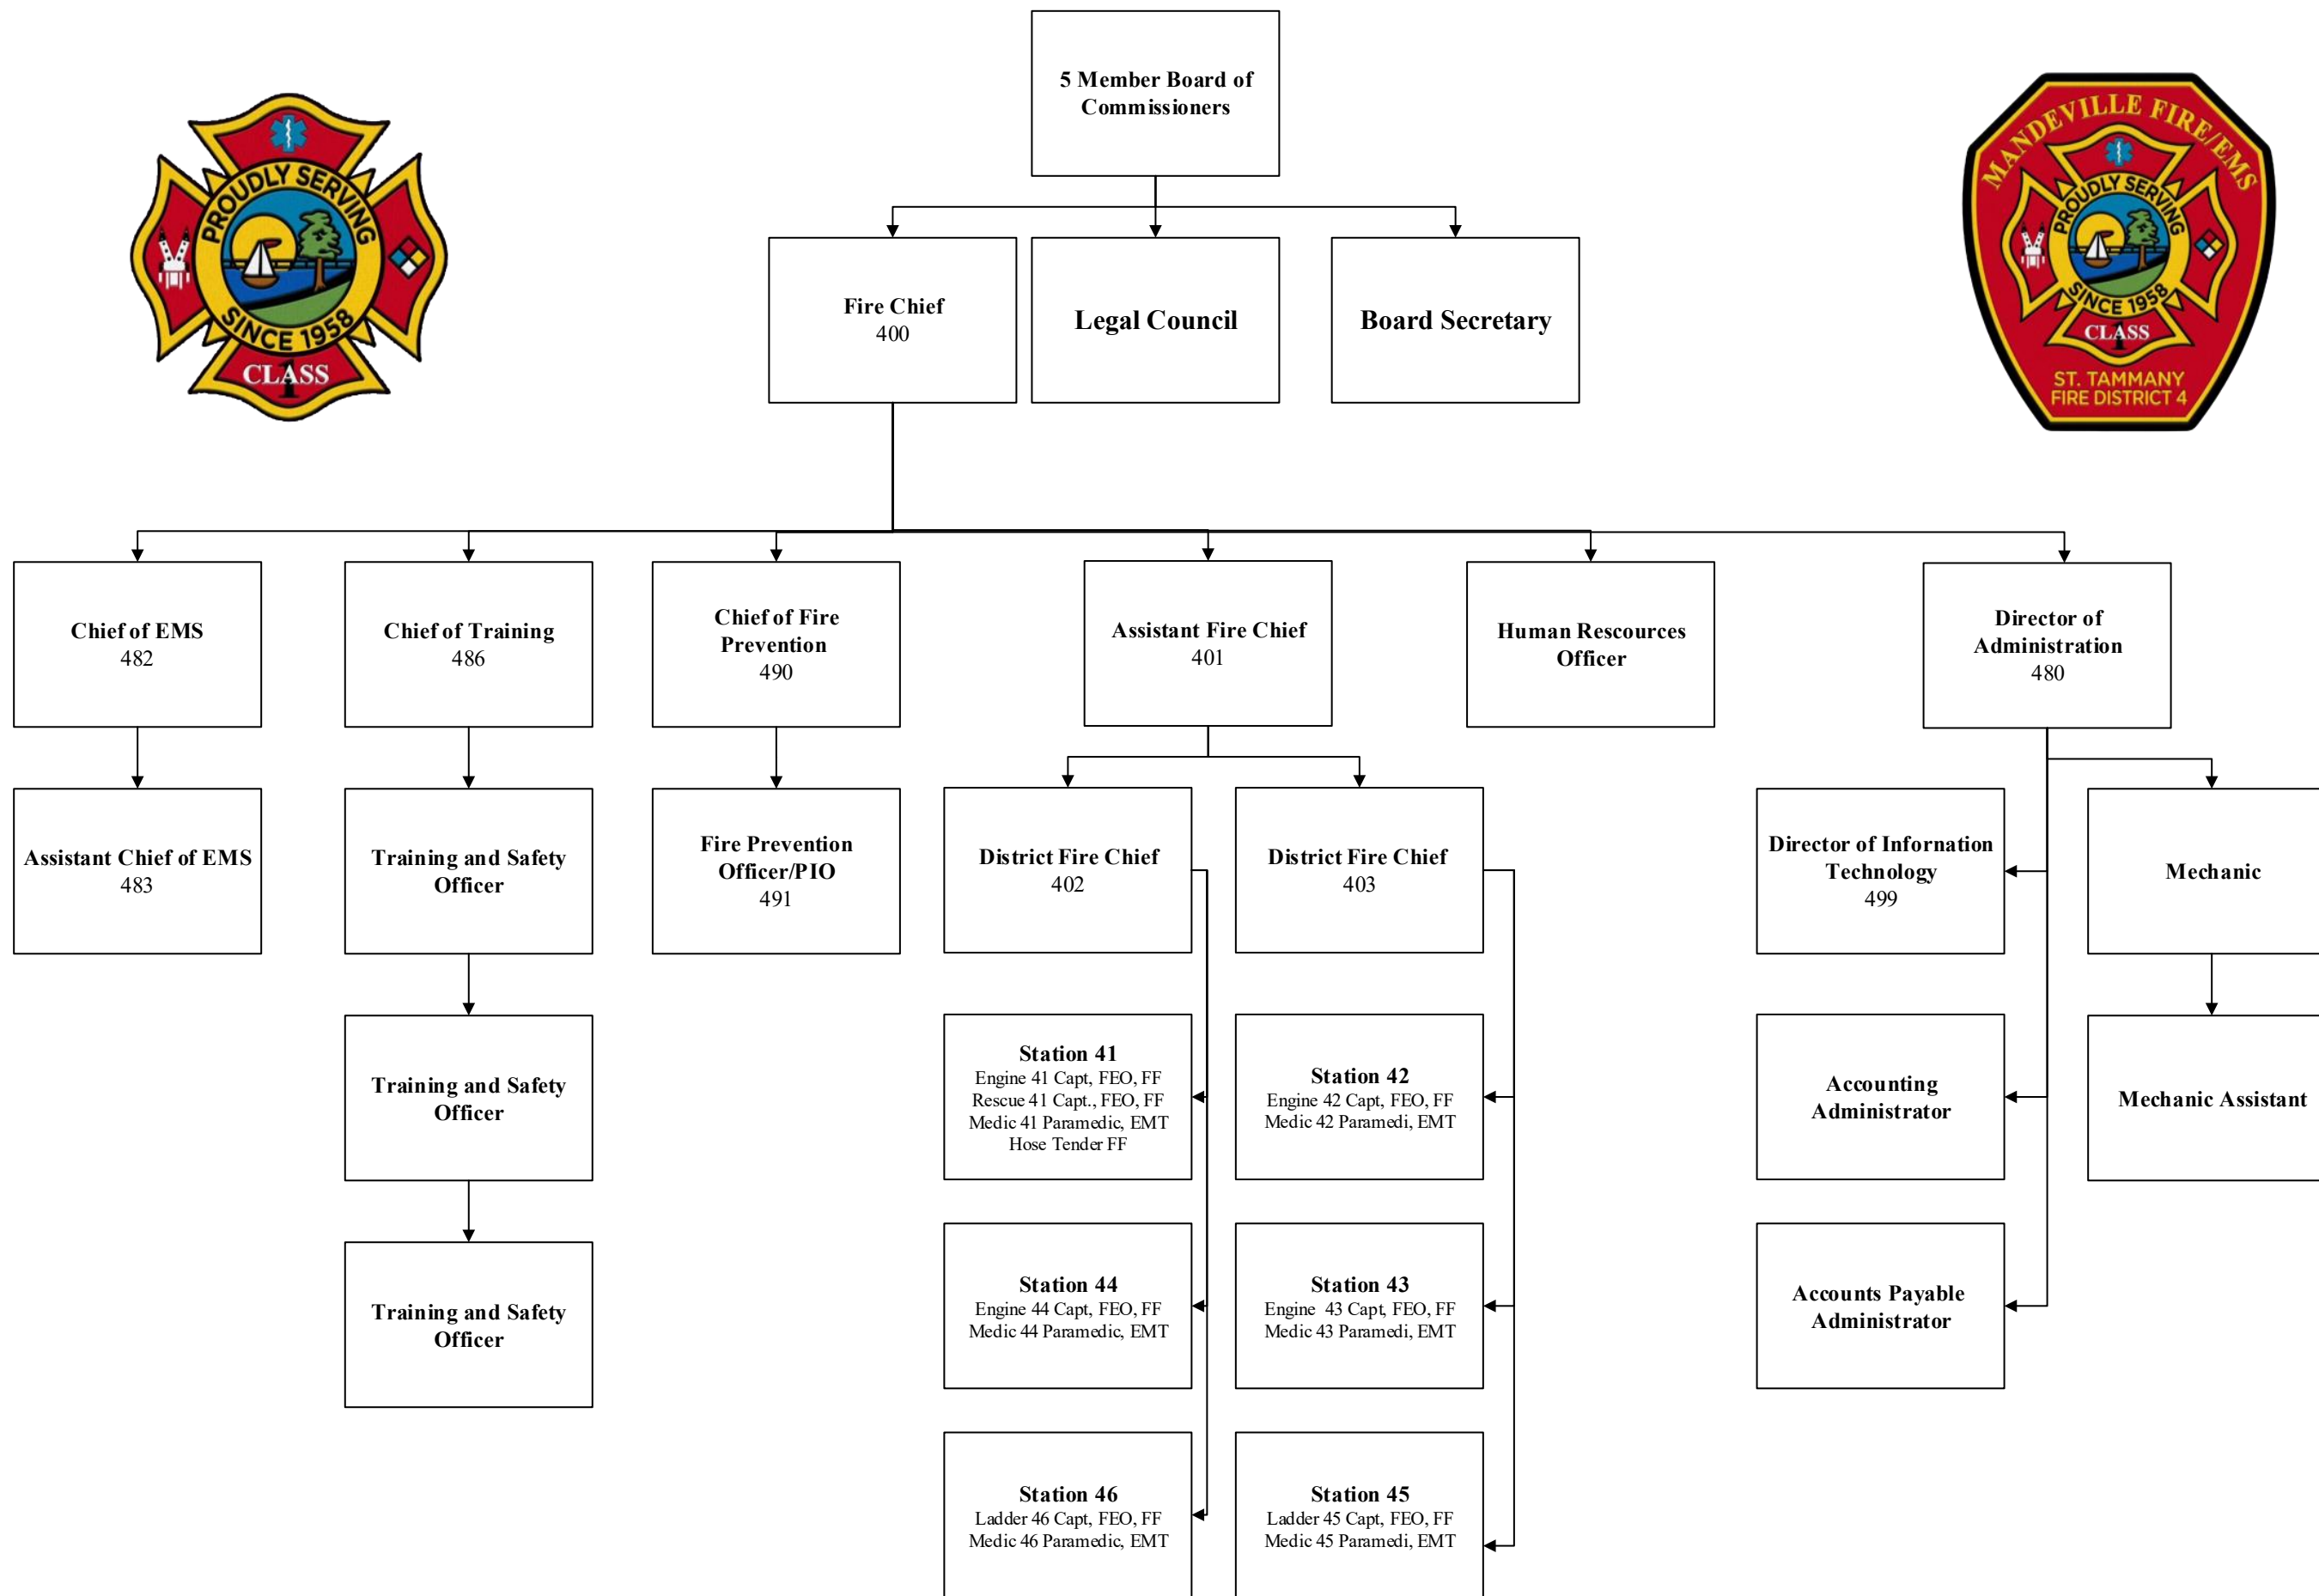 5 Member Board of
Commissioners
PROUDLY SERVING
SINCE 1958
CLASS
1
MANDEVILLE FIRE/EMS
PROUDLY SERVING
SINCE 1958
CLASS
1
ST. TAMMANY
FIRE DISTRICT 4
Fire Chief
400
Legal Council
Board Secretary
Chief of EMS
482
Chief of Training
486
Chief of Fire
Prevention
490
Assistant Fire Chief
401
Human Rescources
Officer
Director of
Administration
480
Assistant Chief of EMS
483
Training and Safety
Officer
Fire Prevention
Officer/PIO
491
District Fire Chief
402
District Fire Chief
403
Director of Infornation
Technology
499
Mechanic
Training and Safety
Officer
Station 41
Engine 41 Capt, FEO, FF
Rescue 41 Capt., FEO, FF
Medic 41 Paramedic, EMT
Hose Tender FF
Station 42
Engine 42 Capt, FEO, FF
Medic 42 Paramedi, EMT
Accounting
Administrator
Mechanic Assistant
Training and Safety
Officer
Station 44
Engine 44 Capt, FEO, FF
Medic 44 Paramedic, EMT
Station 43
Engine 43 Capt, FEO, FF
Medic 43 Paramedi, EMT
Accounts Payable
Administrator
Station 46
Ladder 46 Capt, FEO, FF
Medic 46 Paramedic, EMT
Station 45
Ladder 45 Capt, FEO, FF
Medic 45 Paramedi, EMT